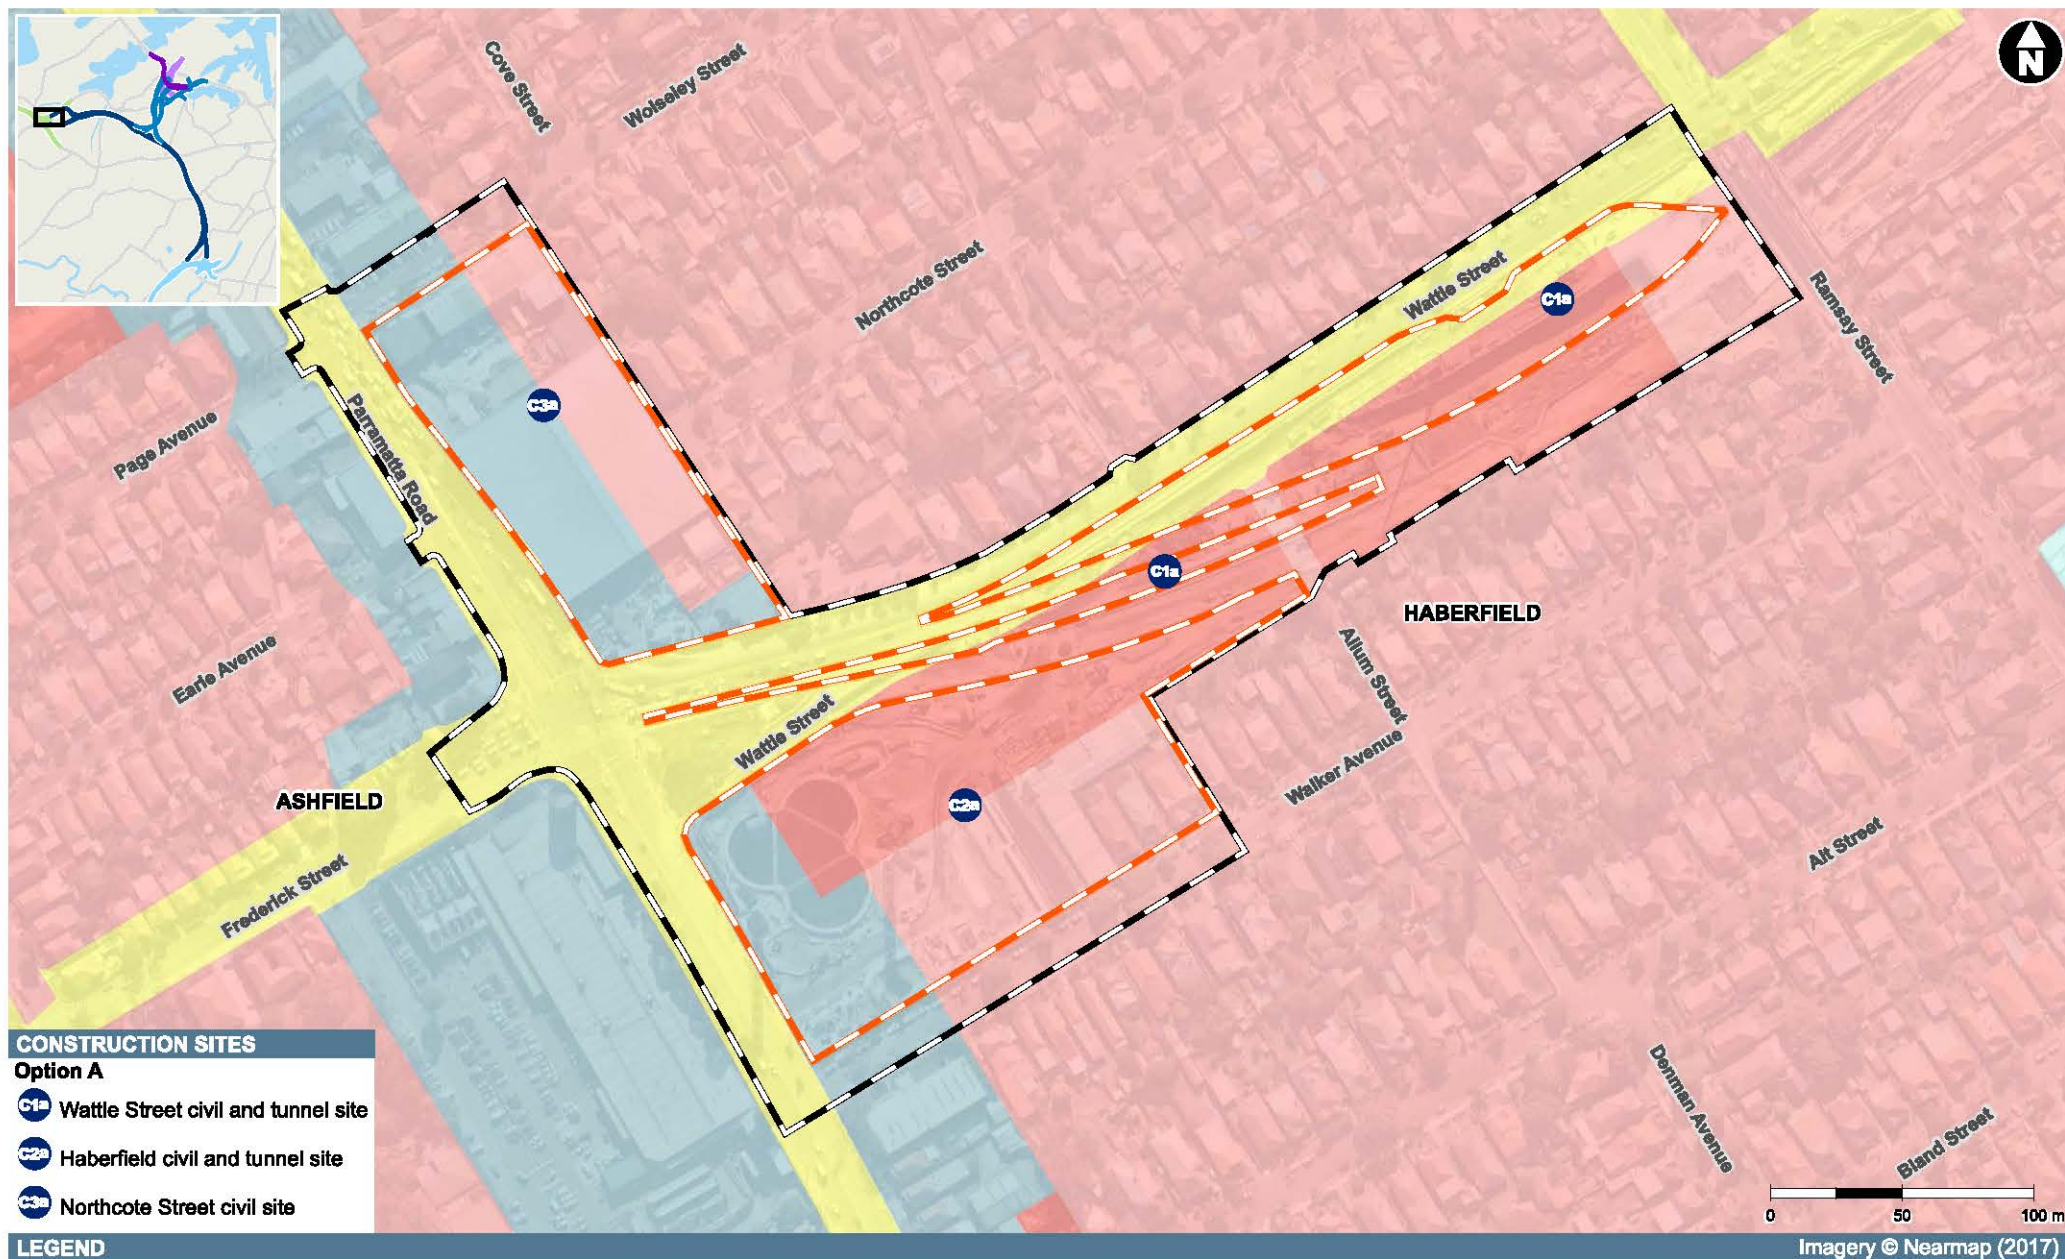 N
Cove Street
Wolseley Street
Northcote Street
Wattle Street
C1a
Ramsay Street
C3a
Page Avenue
Parramatta Road
C1a
HABERFIELD
Earle Avenue
Allum Street
Wattle Street
Walker Avenue
ASHFIELD
C2a
Alt Street
Frederick Street
Denman Avenue
Bland Street
CONSTRUCTION SITES
Option A
C1a Wattle Street civil and tunnel site
C2a Haberfield civil and tunnel site
C3a Northcote Street civil site
0 50 100 m
LEGEND
Imagery © Nearmap (2017)